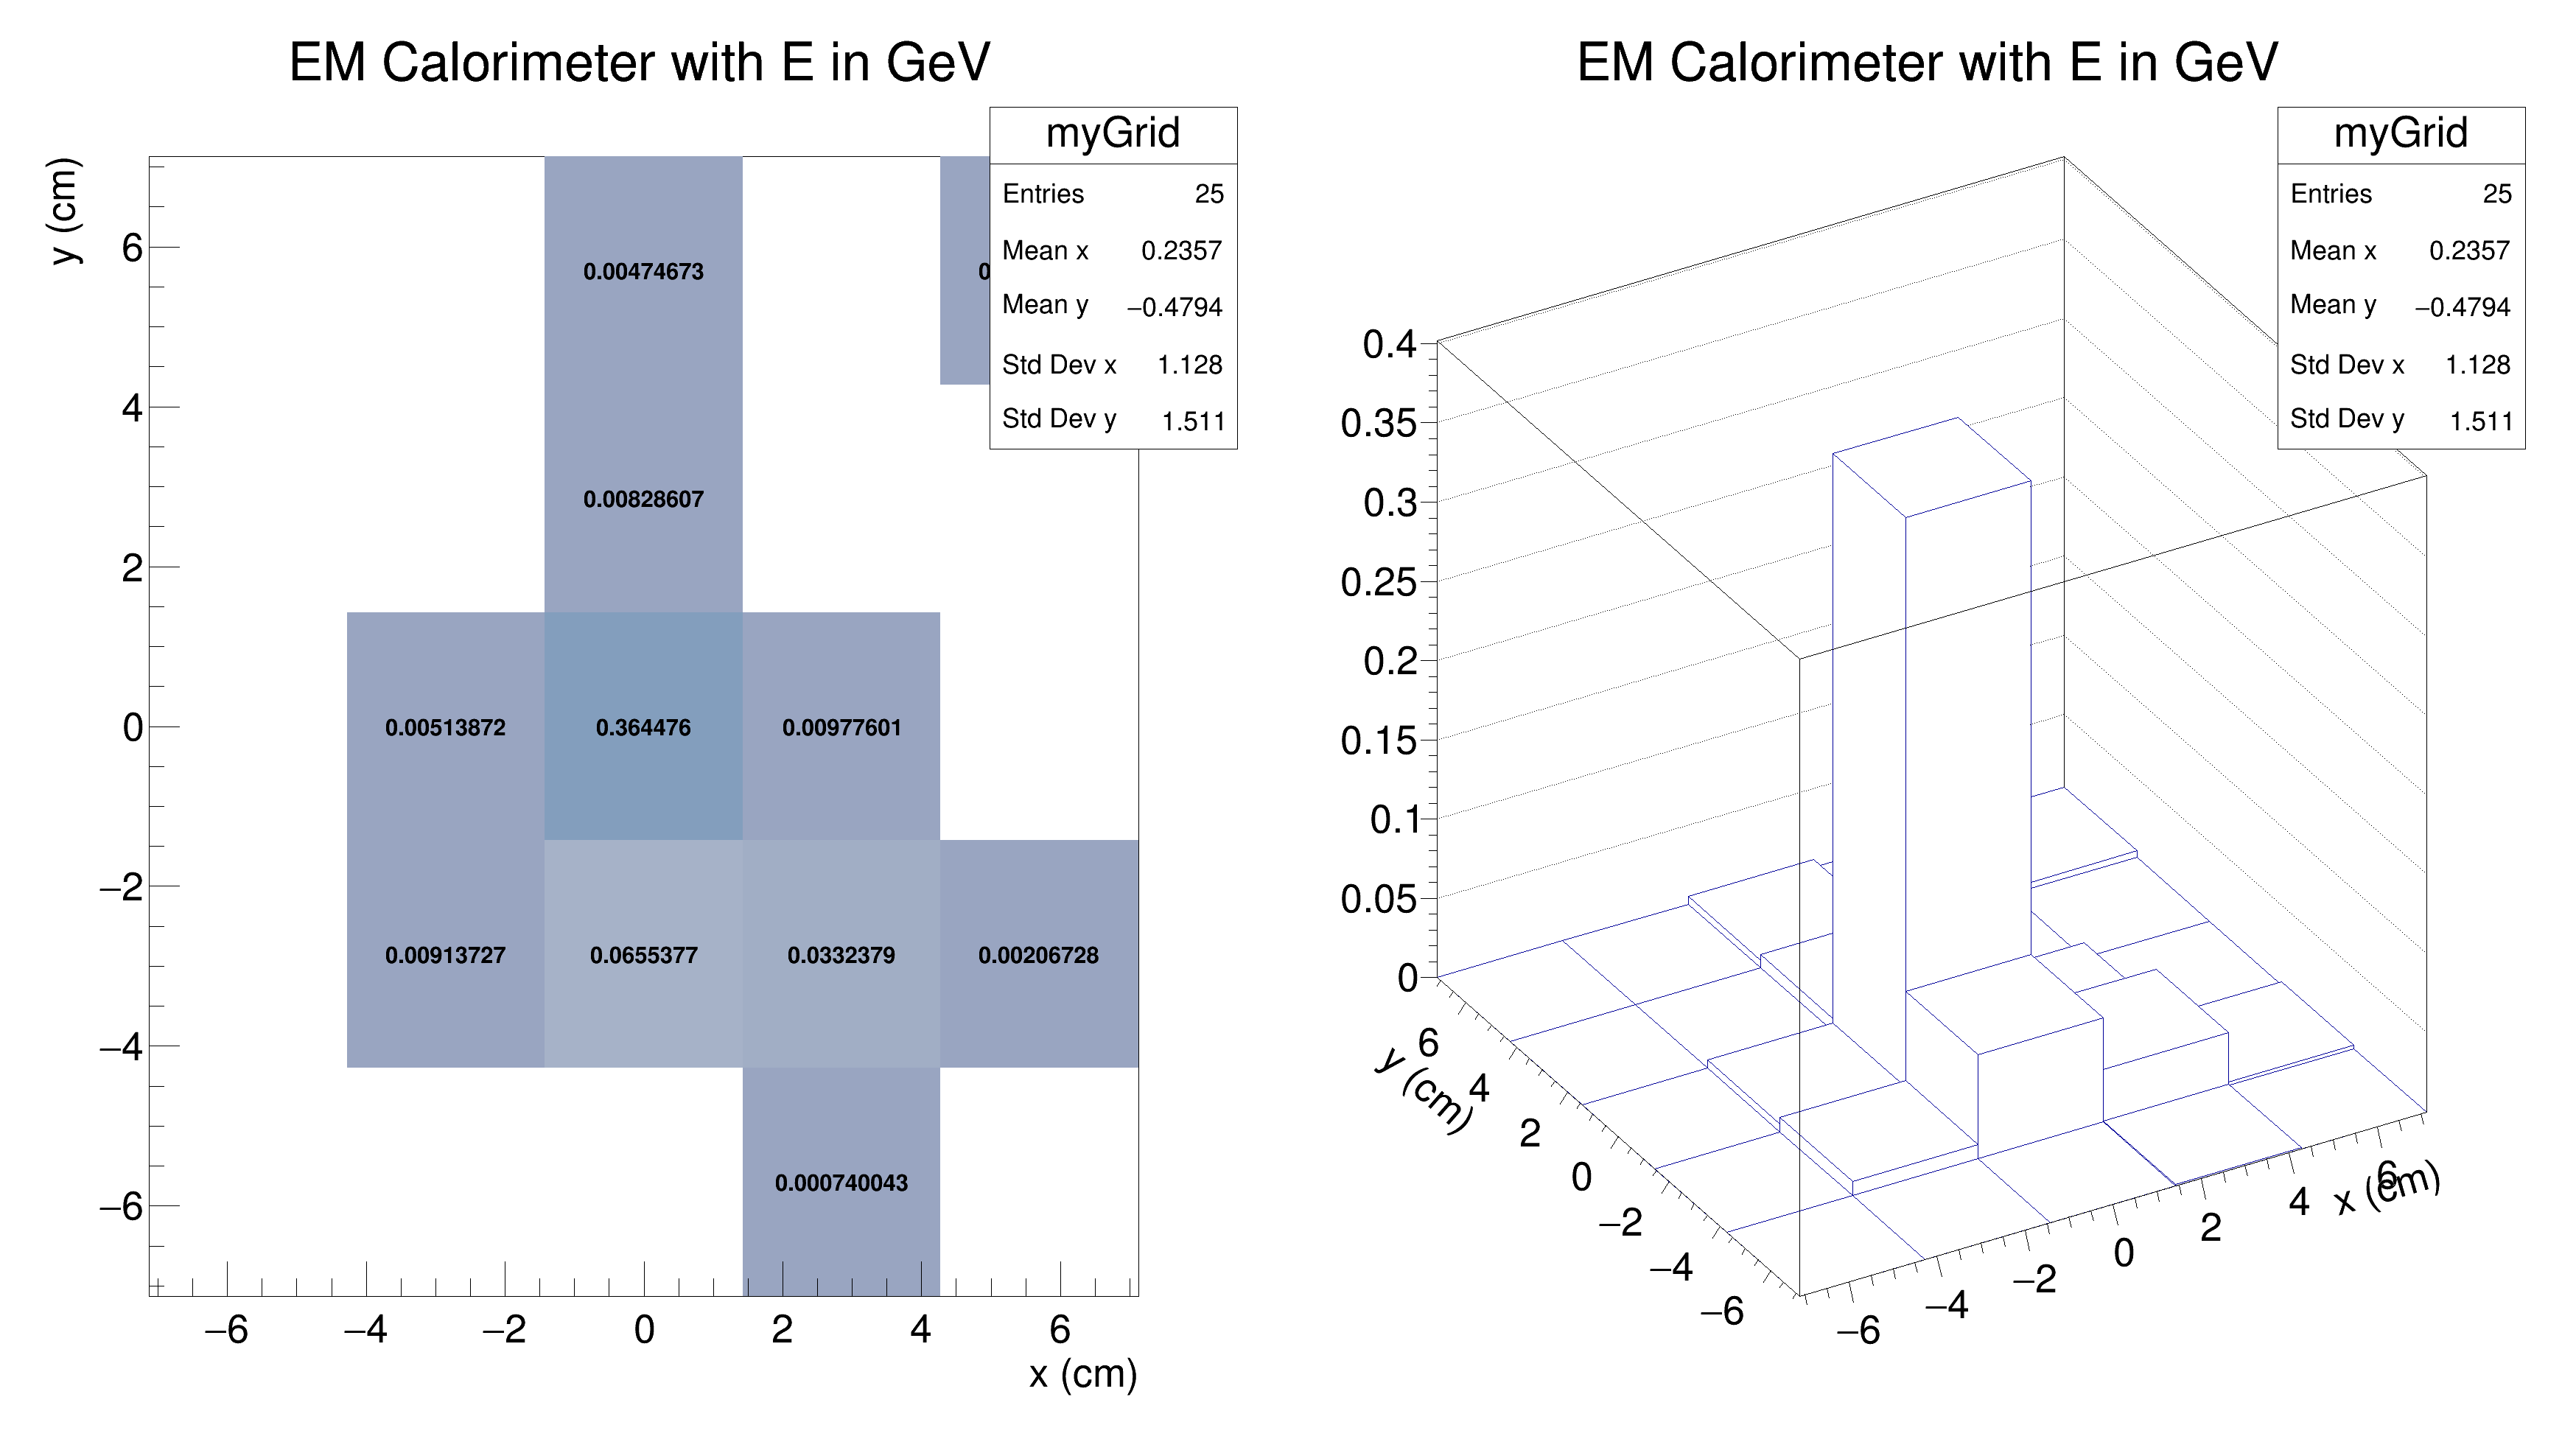 EM Calorimeter with E in GeV
myGrid
Entries 25
Mean x 0.2357
Mean y −0.4794
Std Dev x 1.128
Std Dev y 1.511
y (cm)
6
4
2
0
−2
−4
−6
0.00474673
0.00828607
0.00513872 0.364476 0.00977601
0.00913727 0.0655377 0.0332379 0.00206728
0.000740043
−6 −4 −2 0 2 4 6
x (cm)
EM Calorimeter with E in GeV
myGrid
Entries 25
Mean x 0.2357
Mean y −0.4794
Std Dev x 1.128
Std Dev y 1.511
0.4
0.35
0.3
0.25
0.2
0.15
0.1
0.05
0
y (cm)
6
4
2
0
−2
−4
−6
−6 −4 −2 0 2 4 6
x (cm)